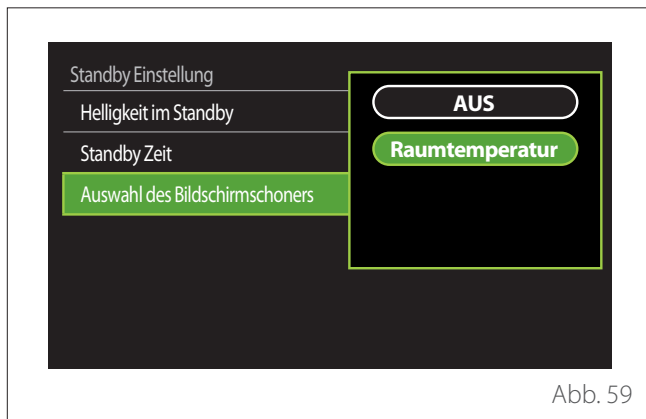 Standby Einstellung
Helligkeit im Standby
Standby Zeit
Auswahl des Bildschirmschoners
AUS
Raumtemperatur
Abb. 59